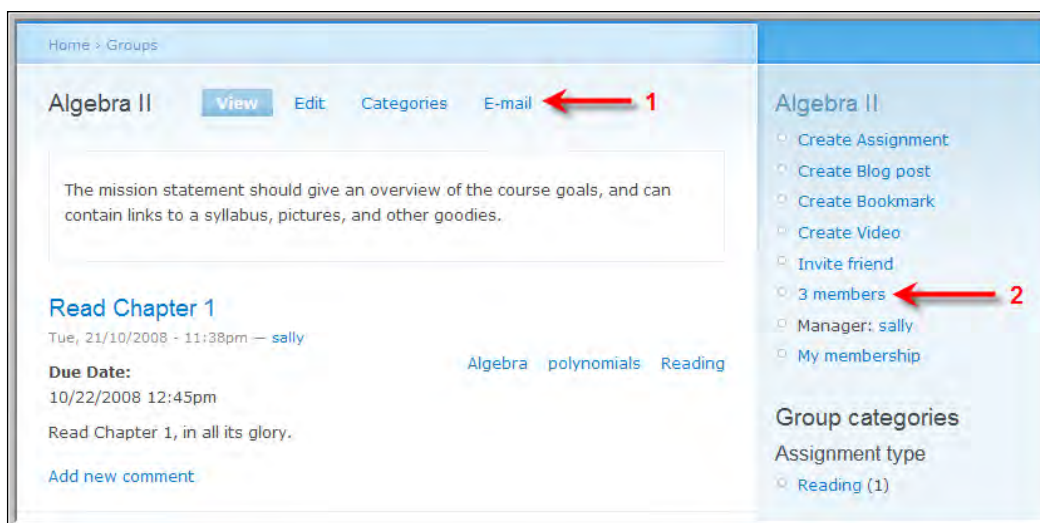 Home > Groups
Algebra II View Edit Categories E-mail 1
The mission statement should give an overview of the course goals, and can
contain links to a syllabus, pictures, and other goodies.
Read Chapter 1
Tue, 21/10/2008 - 11:38pm — sally
Algebra polynomials Reading
Due Date:
10/22/2008 12:45pm
Read Chapter 1, in all its glory.
Add new comment
Algebra II
Create Assignment
Create Blog post
Create Bookmark
Create Video
Invite friend
3 members 2
Manager: sally
My membership
Group categories
Assignment type
Reading (1)